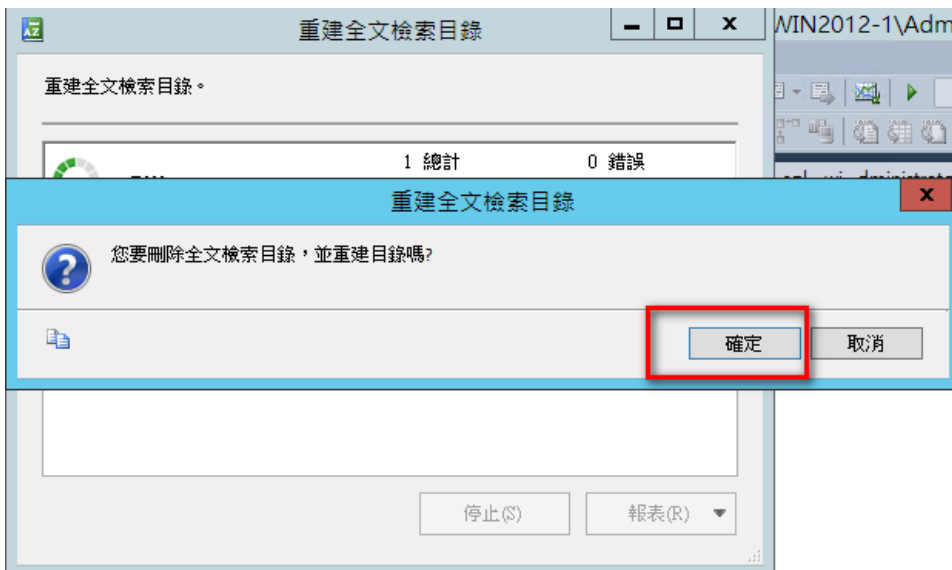 重建全文檢索目錄
WIN2012-1\Adm
重建全文檢索目錄。
1 總計
0 錯誤
重建全文檢索目錄
您要刪除全文檢索目錄,並重建目錄嗎?
確定
取消
停止(S)
報表(R)